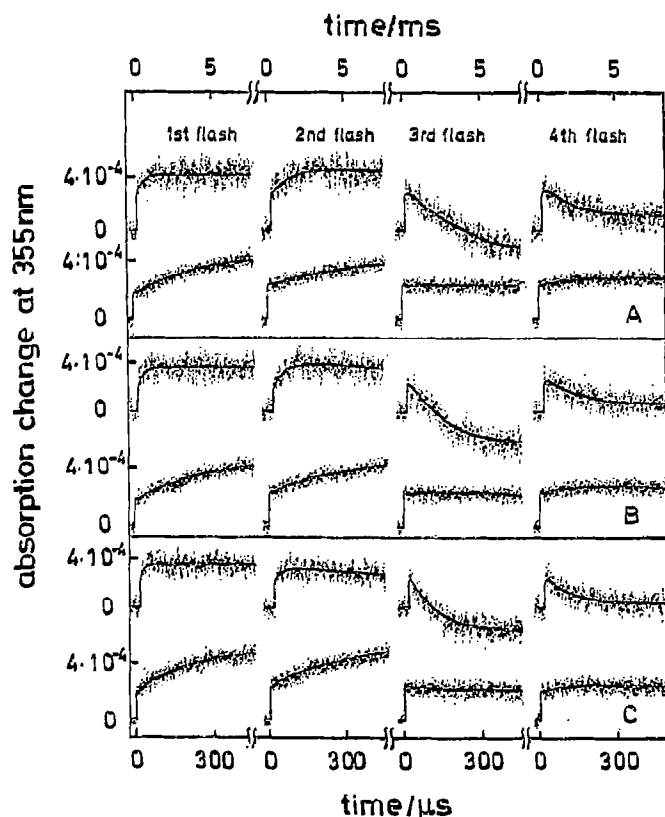 time/ms
0 5 0 5 0 5 0 5
1st flash 2nd flash 3rd flash 4th flash
4·10⁻⁴
0
4·10⁻⁴
0
A
4·10⁻⁴
0
4·10⁻⁴
0
B
4·10⁻⁴
0
4·10⁻⁴
0
C
absorption change at 355nm
0 300 0 300 0 300 0 300
time/μs